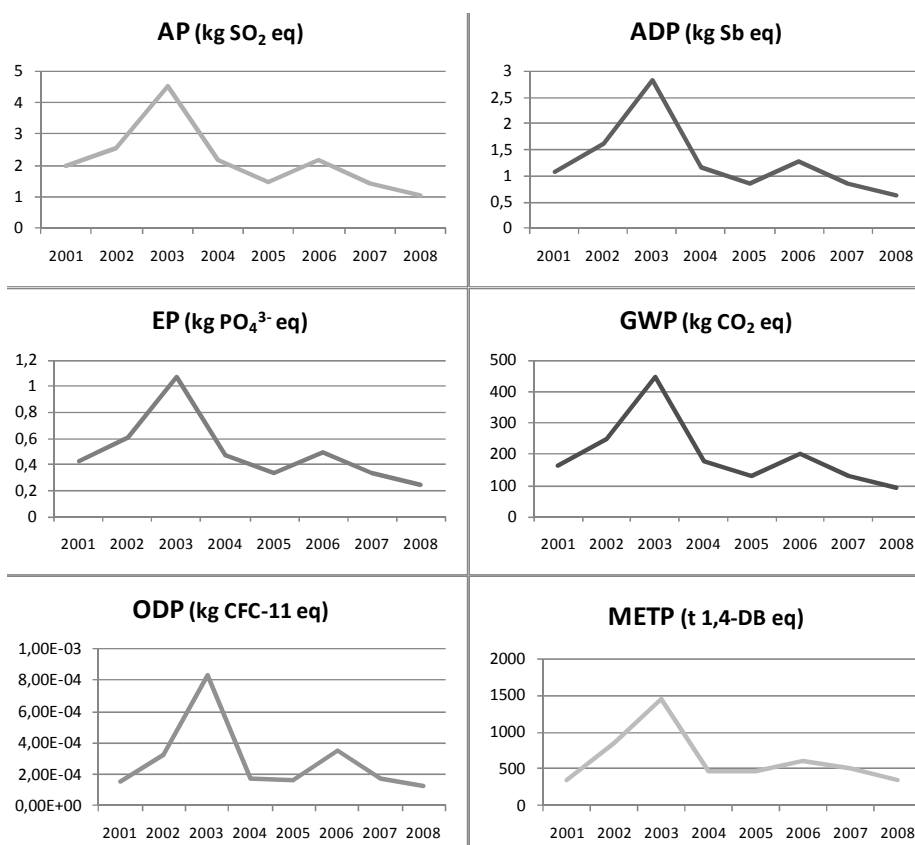 AP (kg SO₂ eq)
5
4
3
2
1
0
2001 2002 2003 2004 2005 2006 2007 2008
ADP (kg Sb eq)
3
2,5
2
1,5
1
0,5
0
2001 2002 2003 2004 2005 2006 2007 2008
EP (kg PO₄³⁻ eq)
1,2
1
0,8
0,6
0,4
0,2
0
2001 2002 2003 2004 2005 2006 2007 2008
GWP (kg CO₂ eq)
500
400
300
200
100
0
2001 2002 2003 2004 2005 2006 2007 2008
ODP (kg CFC-11 eq)
1,00E-03
8,00E-04
6,00E-04
4,00E-04
2,00E-04
0,00E+00
2001 2002 2003 2004 2005 2006 2007 2008
METP (t 1,4-DB eq)
2000
1500
1000
500
0
2001 2002 2003 2004 2005 2006 2007 2008